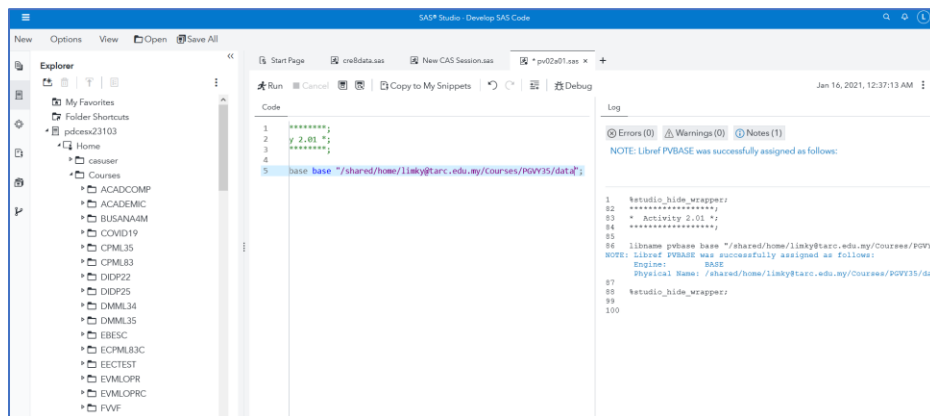 SAS® Studio - Develop SAS Code
L
New Options View Open Save All
Explorer
My Favorites
Folder Shortcuts
pdcesx23103
Home
casuser
Courses
ACADCOMP
ACADEMIC
BUSANA4M
COVID19
CPML35
CPML83
DIDP22
DIDP25
DMML34
DMML35
EBESC
ECPML83C
EECTEST
EVMLOPR
EVMLOPRC
FVVF
Start Page cre8data.sas New CAS Session.sas * pv02a01.sas × +
Run Cancel Copy to My Snippets Debug Jan 16, 2021, 12:37:13 AM
Code
1 ********;
2 y 2.01 *;
3 ********;
4
5 base base "/shared/home/limky@tarc.edu.my/Courses/PGVY35/data";
Log
Errors (0) Warnings (0) Notes (1)
NOTE: Libref PVBASE was successfully assigned as follows:
1 %studio_hide_wrapper;
82 ******************;
83 * Activity 2.01 *;
84 ******************;
85
86 libname pvbase base "/shared/home/limky@tarc.edu.my/Courses/PGVY
NOTE: Libref PVBASE was successfully assigned as follows:
Engine: BASE
Physical Name: /shared/home/limky@tarc.edu.my/Courses/PGVY35/da
87
88 %studio_hide_wrapper;
99
100